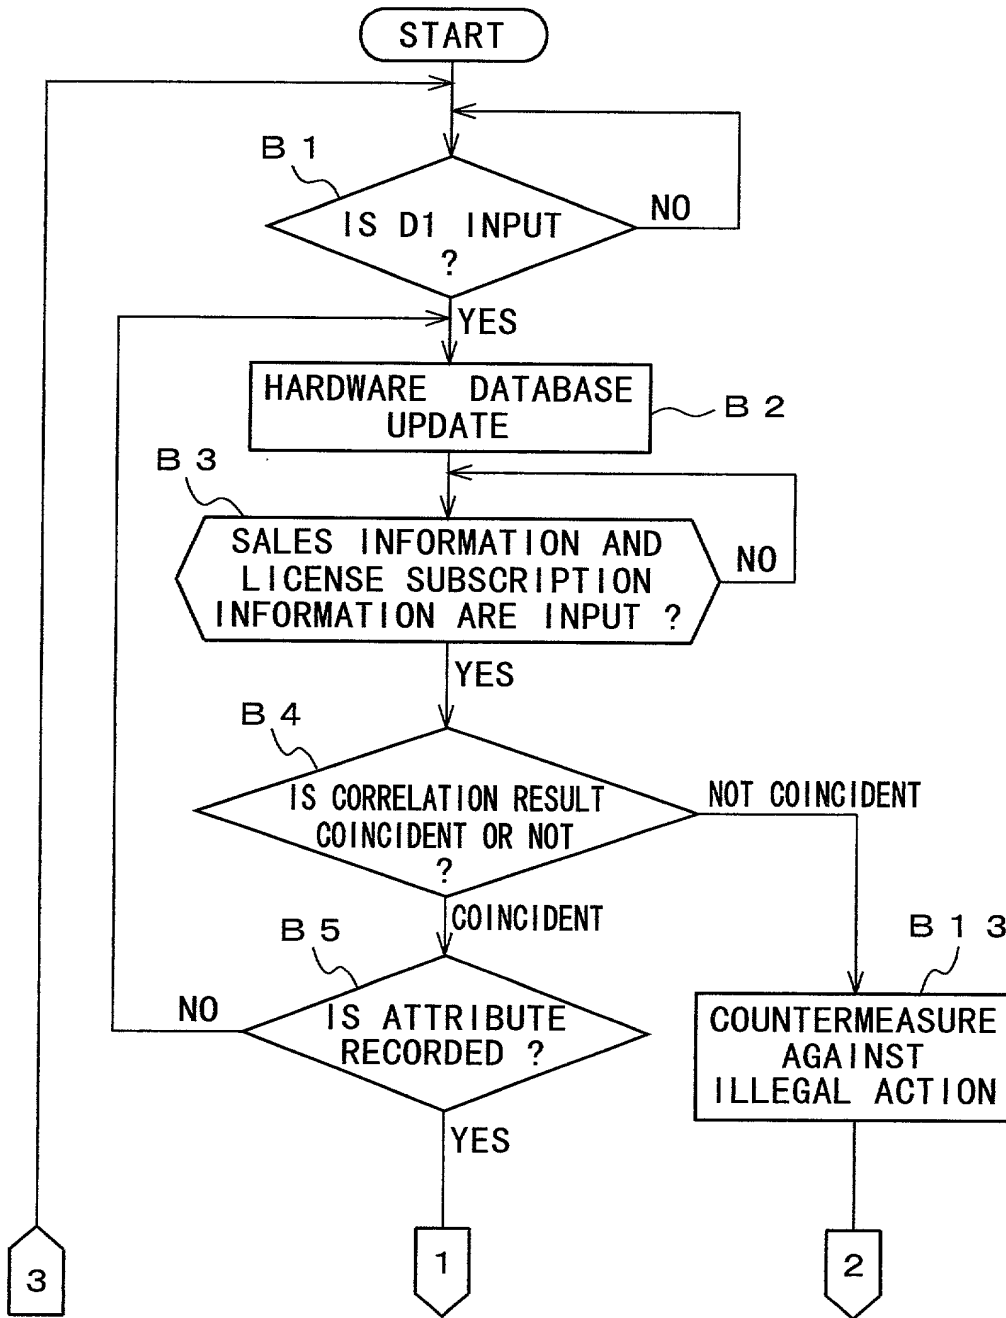 START
B 1
IS D1 INPUT
?
NO
YES
HARDWARE DATABASE
UPDATE
B 2
B 3
SALES INFORMATION AND
LICENSE SUBSCRIPTION
INFORMATION ARE INPUT ?
NO
YES
B 4
IS CORRELATION RESULT
COINCIDENT OR NOT
?
NOT COINCIDENT
COINCIDENT
B 5
NO
IS ATTRIBUTE
RECORDED ?
YES
B 1 3
COUNTERMEASURE
AGAINST
ILLEGAL ACTION
3
1
2